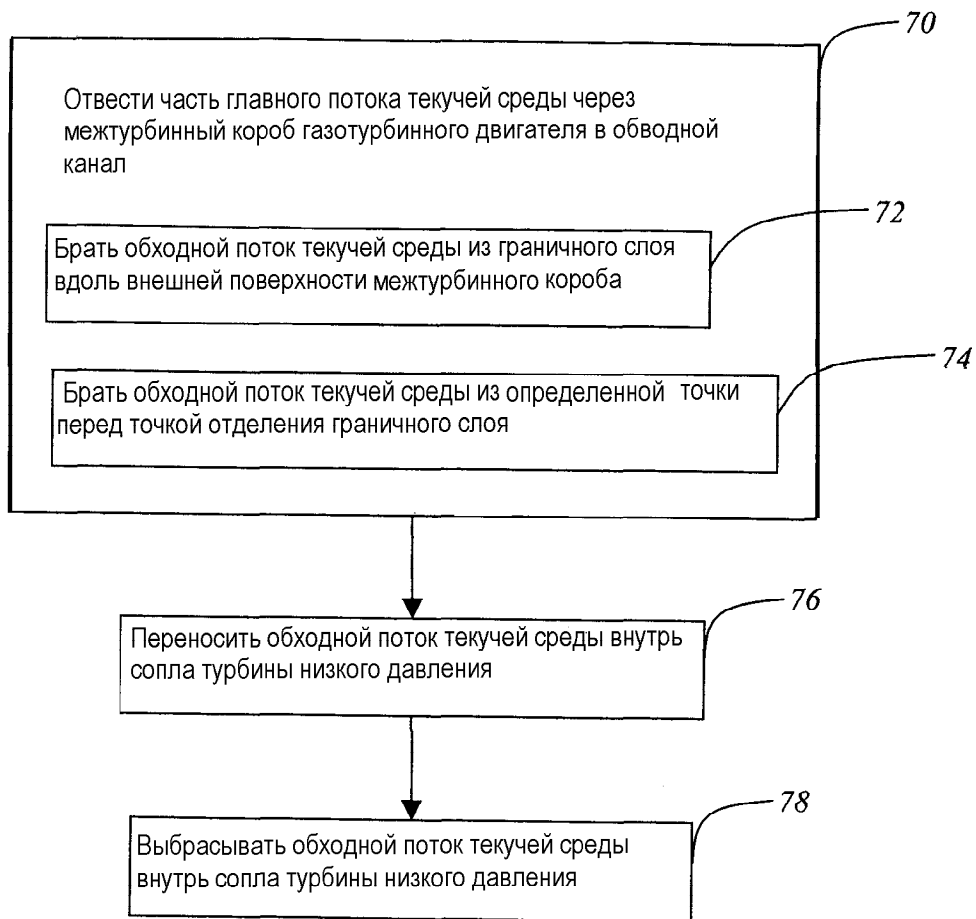 70
Отвести часть главного потока текучей среды через
межтурбинный короб газотурбинного двигателя в обводной
канал
72
Брать обходной поток текучей среды из граничного слоя
вдоль внешней поверхности межтурбинного короба
74
Брать обходной поток текучей среды из определенной точки
перед точкой отделения граничного слоя
76
Переносить обходной поток текучей среды внутрь
сопла турбины низкого давления
78
Выбрасывать обходной поток текучей среды
внутрь сопла турбины низкого давления